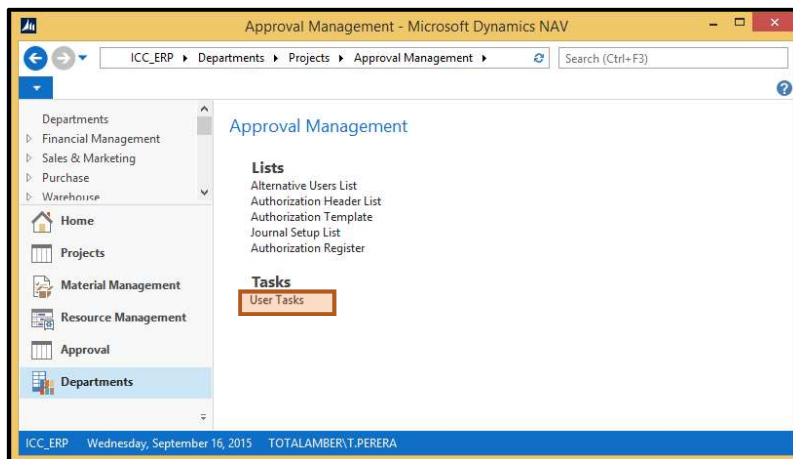 Approval Management - Microsoft Dynamics NAV
ICC_ERP Departments Projects Approval Management Search (Ctrl+F3)
Departments
Financial Management
Sales & Marketing
Purchase
Warehouse
Home
Projects
Material Management
Resource Management
Approval
Departments
Approval Management
Lists
Alternative Users List
Authorization Header List
Authorization Template
Journal Setup List
Authorization Register
Tasks
User Tasks
ICC_ERP Wednesday, September 16, 2015 TOTALAMBER\T.PERERA